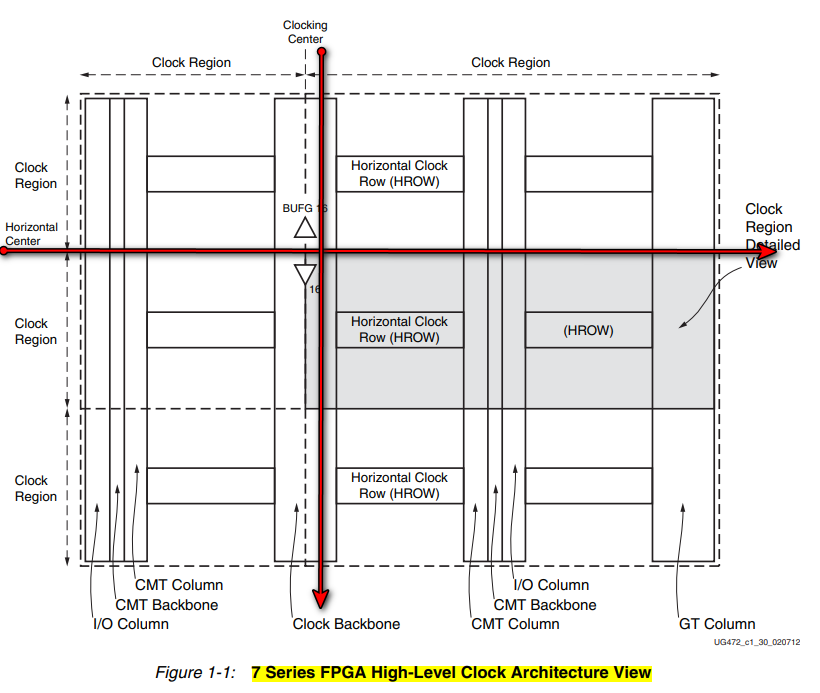 Clocking
Center
Clock Region
Clock Region
Clock
Region
Horizontal Clock
Row (HROW)
BUFG 16
Clock
Region
Detailed
View
Horizontal
Center
16
Clock
Region
Horizontal Clock
Row (HROW)
(HROW)
Clock
Region
Horizontal Clock
Row (HROW)
CMT Column
I/O Column
CMT Backbone
CMT Backbone
I/O Column
Clock Backbone
CMT Column
GT Column
UG472_c1_30_020712
Figure 1-1: 7 Series FPGA High-Level Clock Architecture View